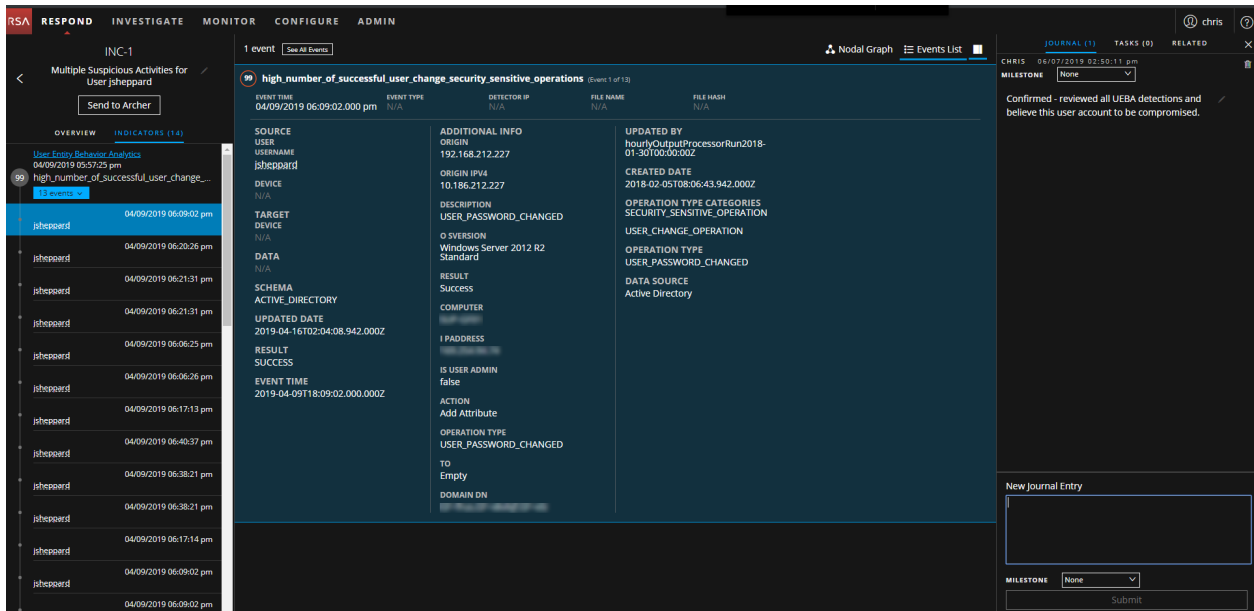 RSA RESPOND INVESTIGATE MONITOR CONFIGURE ADMIN
chris
INC-1
Multiple Suspicious Activities for
User jsheppard
Send to Archer
OVERVIEW INDICATORS (14)
User Entity Behavior Analytics
04/09/2019 05:57:25 pm
99 high_number_of_successful_user_change_...
13 events
04/09/2019 06:09:02 pm
jsheppard
04/09/2019 06:20:26 pm
jsheppard
04/09/2019 06:21:31 pm
jsheppard
04/09/2019 06:21:31 pm
jsheppard
04/09/2019 06:06:25 pm
jsheppard
04/09/2019 06:06:26 pm
jsheppard
04/09/2019 06:17:13 pm
jsheppard
04/09/2019 06:40:37 pm
jsheppard
04/09/2019 06:38:21 pm
jsheppard
04/09/2019 06:38:21 pm
jsheppard
04/09/2019 06:17:14 pm
jsheppard
04/09/2019 06:09:02 pm
jsheppard
04/09/2019 06:09:02 pm
1 event See All Events Nodal Graph Events List
99 high_number_of_successful_user_change_security_sensitive_operations (Event 1 of 13)
EVENT TIME EVENT TYPE DETECTOR IP FILE NAME FILE HASH
04/09/2019 06:09:02.000 pm N/A N/A N/A N/A
SOURCE
USER
USERNAME
jsheppard
DEVICE
N/A
TARGET
DEVICE
N/A
DATA
N/A
SCHEMA
ACTIVE_DIRECTORY
UPDATED DATE
2019-04-16T02:04:08.942.000Z
RESULT
SUCCESS
EVENT TIME
2019-04-09T18:09:02.000.000Z
ADDITIONAL INFO
ORIGIN
192.168.212.227
ORIGIN IPV4
10.186.212.227
DESCRIPTION
USER_PASSWORD_CHANGED
O SVERSION
Windows Server 2012 R2
Standard
RESULT
Success
COMPUTER
I PADDRESS
IS USER ADMIN
false
ACTION
Add Attribute
OPERATION TYPE
USER_PASSWORD_CHANGED
TO
Empty
DOMAIN DN
UPDATED BY
hourlyOutputProcessorRun2018-
01-30T00:00:00Z
CREATED DATE
2018-02-05T08:06:43.942.000Z
OPERATION TYPE CATEGORIES
SECURITY_SENSITIVE_OPERATION
USER_CHANGE_OPERATION
OPERATION TYPE
USER_PASSWORD_CHANGED
DATA SOURCE
Active Directory
JOURNAL (1) TASKS (0) RELATED
CHRIS 06/07/2019 02:50:11 pm
MILESTONE None
Confirmed - reviewed all UEBA detections and
believe this user account to be compromised.
New Journal Entry
MILESTONE None
Submit